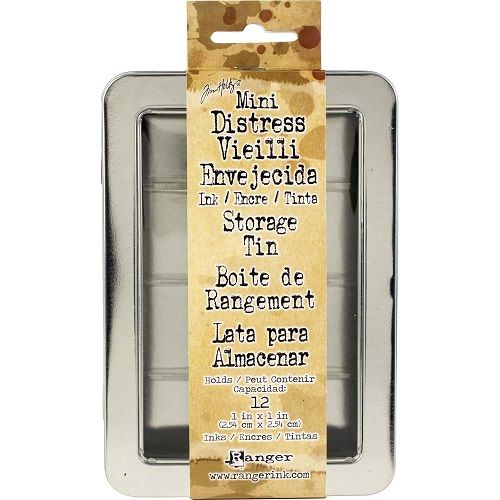 Tim Holtz
Mini
Distress
Vieilli
Envejecida
Ink / Encre / Tinta
Storage
Tin
Boite de
Rangement
Lata para
Almacenar
Holds / Peut Contenir
Capacidad:
12
1 in x 1 in
(2.54 cm x 2.54 cm)
Inks / Encres / Tintas
Ranger
www.rangerink.com